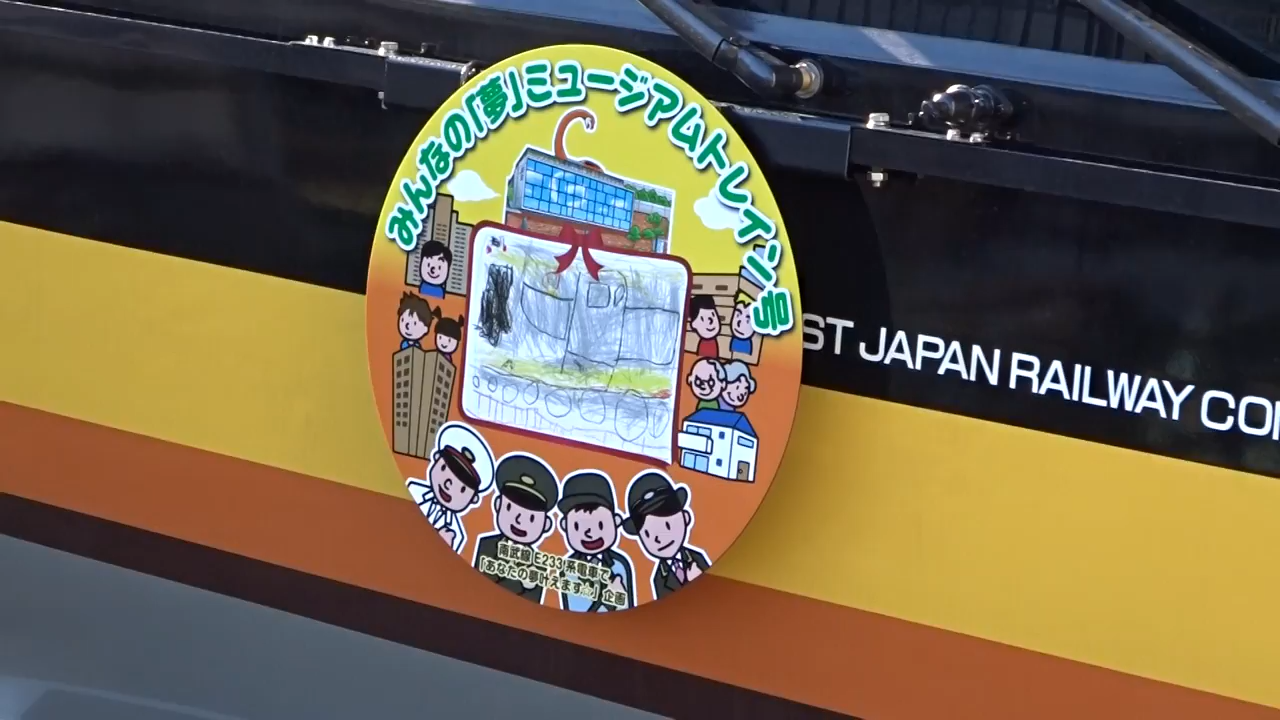 みんなの「夢」ミュージアムトレイン号
ST JAPAN RAILWAY CO
南武線E233系電車で
「あなたの夢叶えます☆」企画